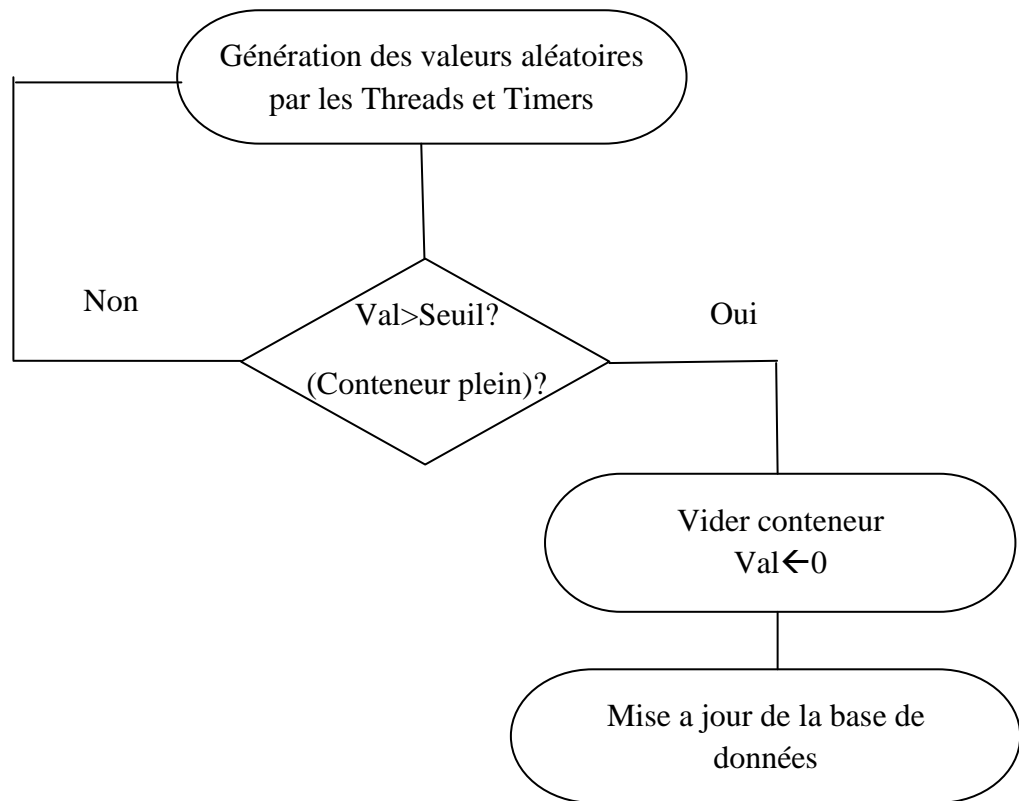 Génération des valeurs aléatoires
par les Threads et Timers
Non
Val>Seuil?
Oui
(Conteneur plein)?
Vider conteneur
Val←0
Mise a jour de la base de
données